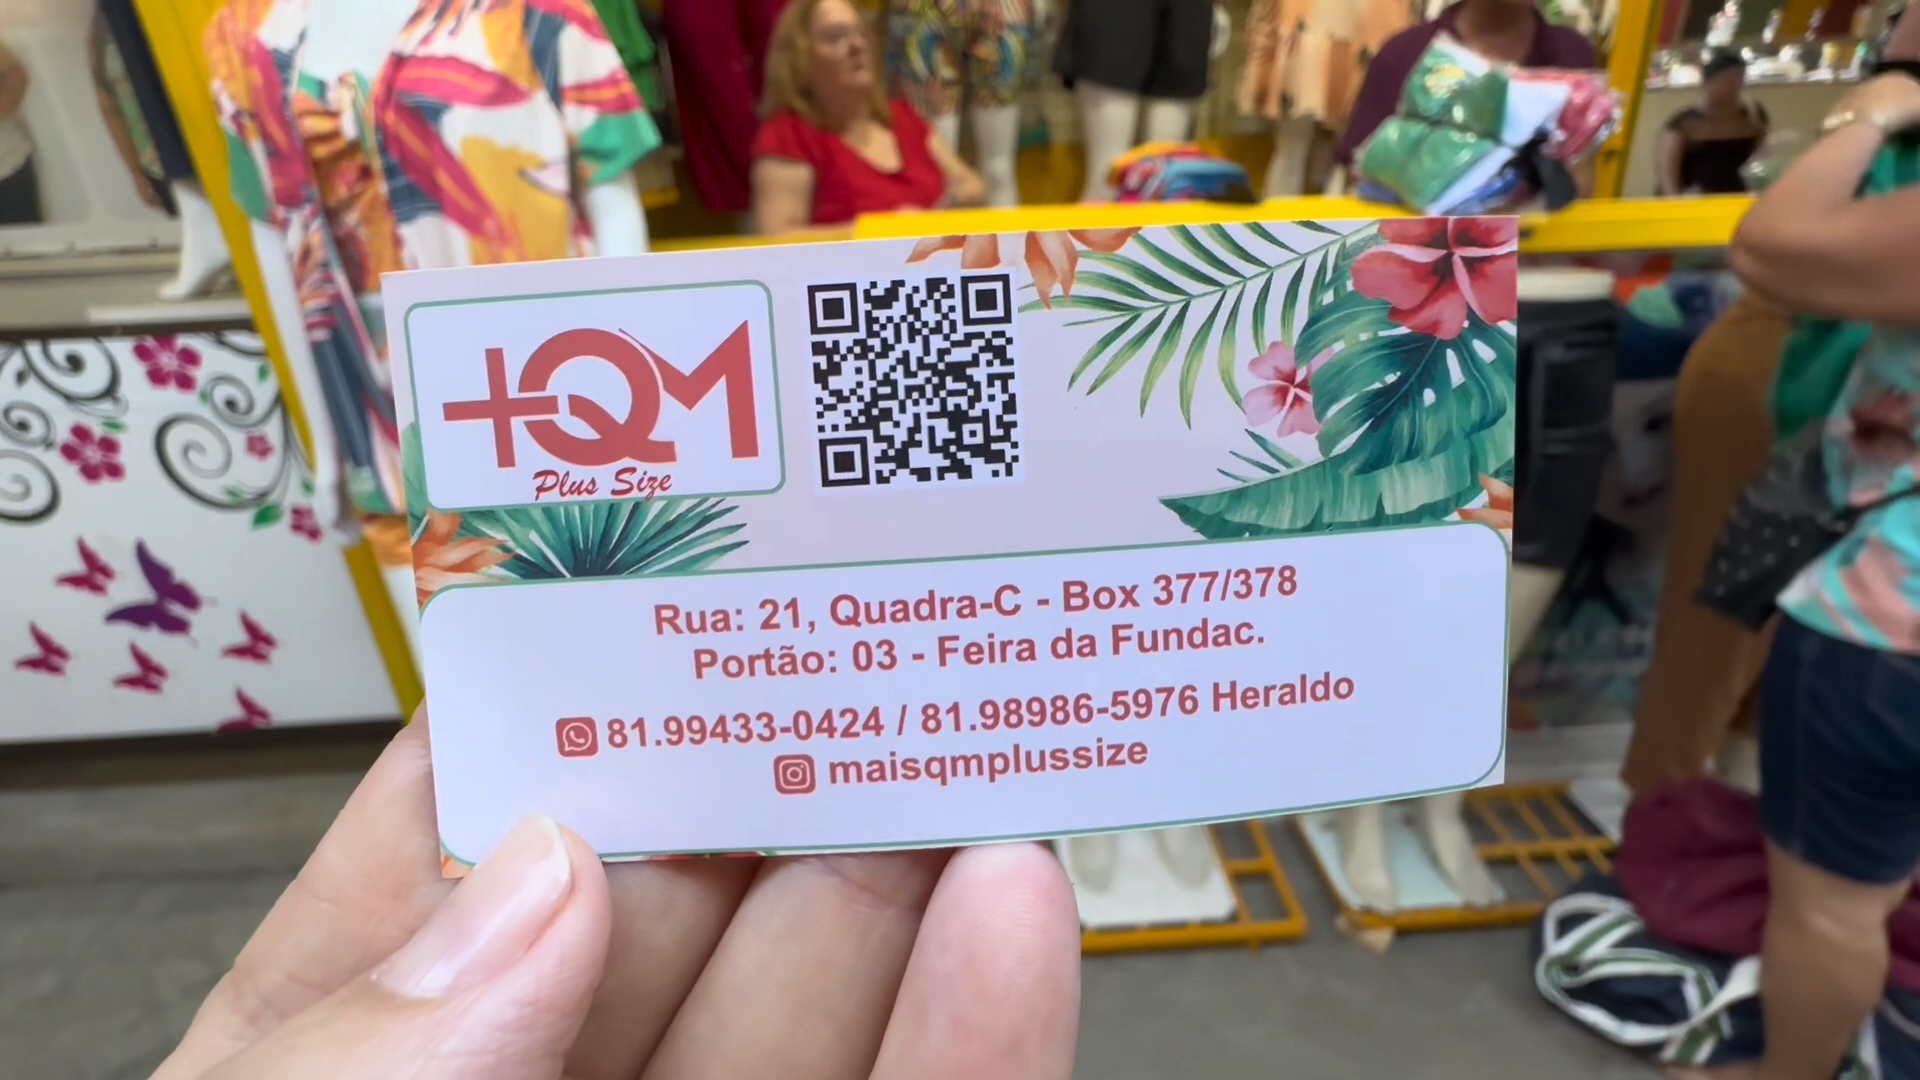 +QM
Plus Size
Rua: 21, Quadra-C - Box 377/378
Portão: 03 - Feira da Fundac.
81.99433-0424 / 81.98986-5976 Heraldo
maisqmplussize